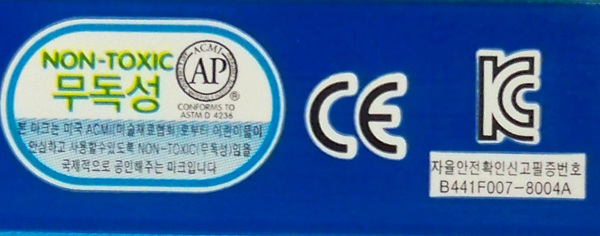 NON-TOXIC
무독성
ACMI
AP
®
CONFORMS TO
ASTM D 4236
본 마크는 미국 ACMI(미술재료협회)로부터 어린이들이
안심하고 사용할수있도록 NON-TOXIC(무독성)임을
국제적으로 공인해주는 마크입니다
CE
KC
자율안전확인신고필증번호
B441F007-8004A